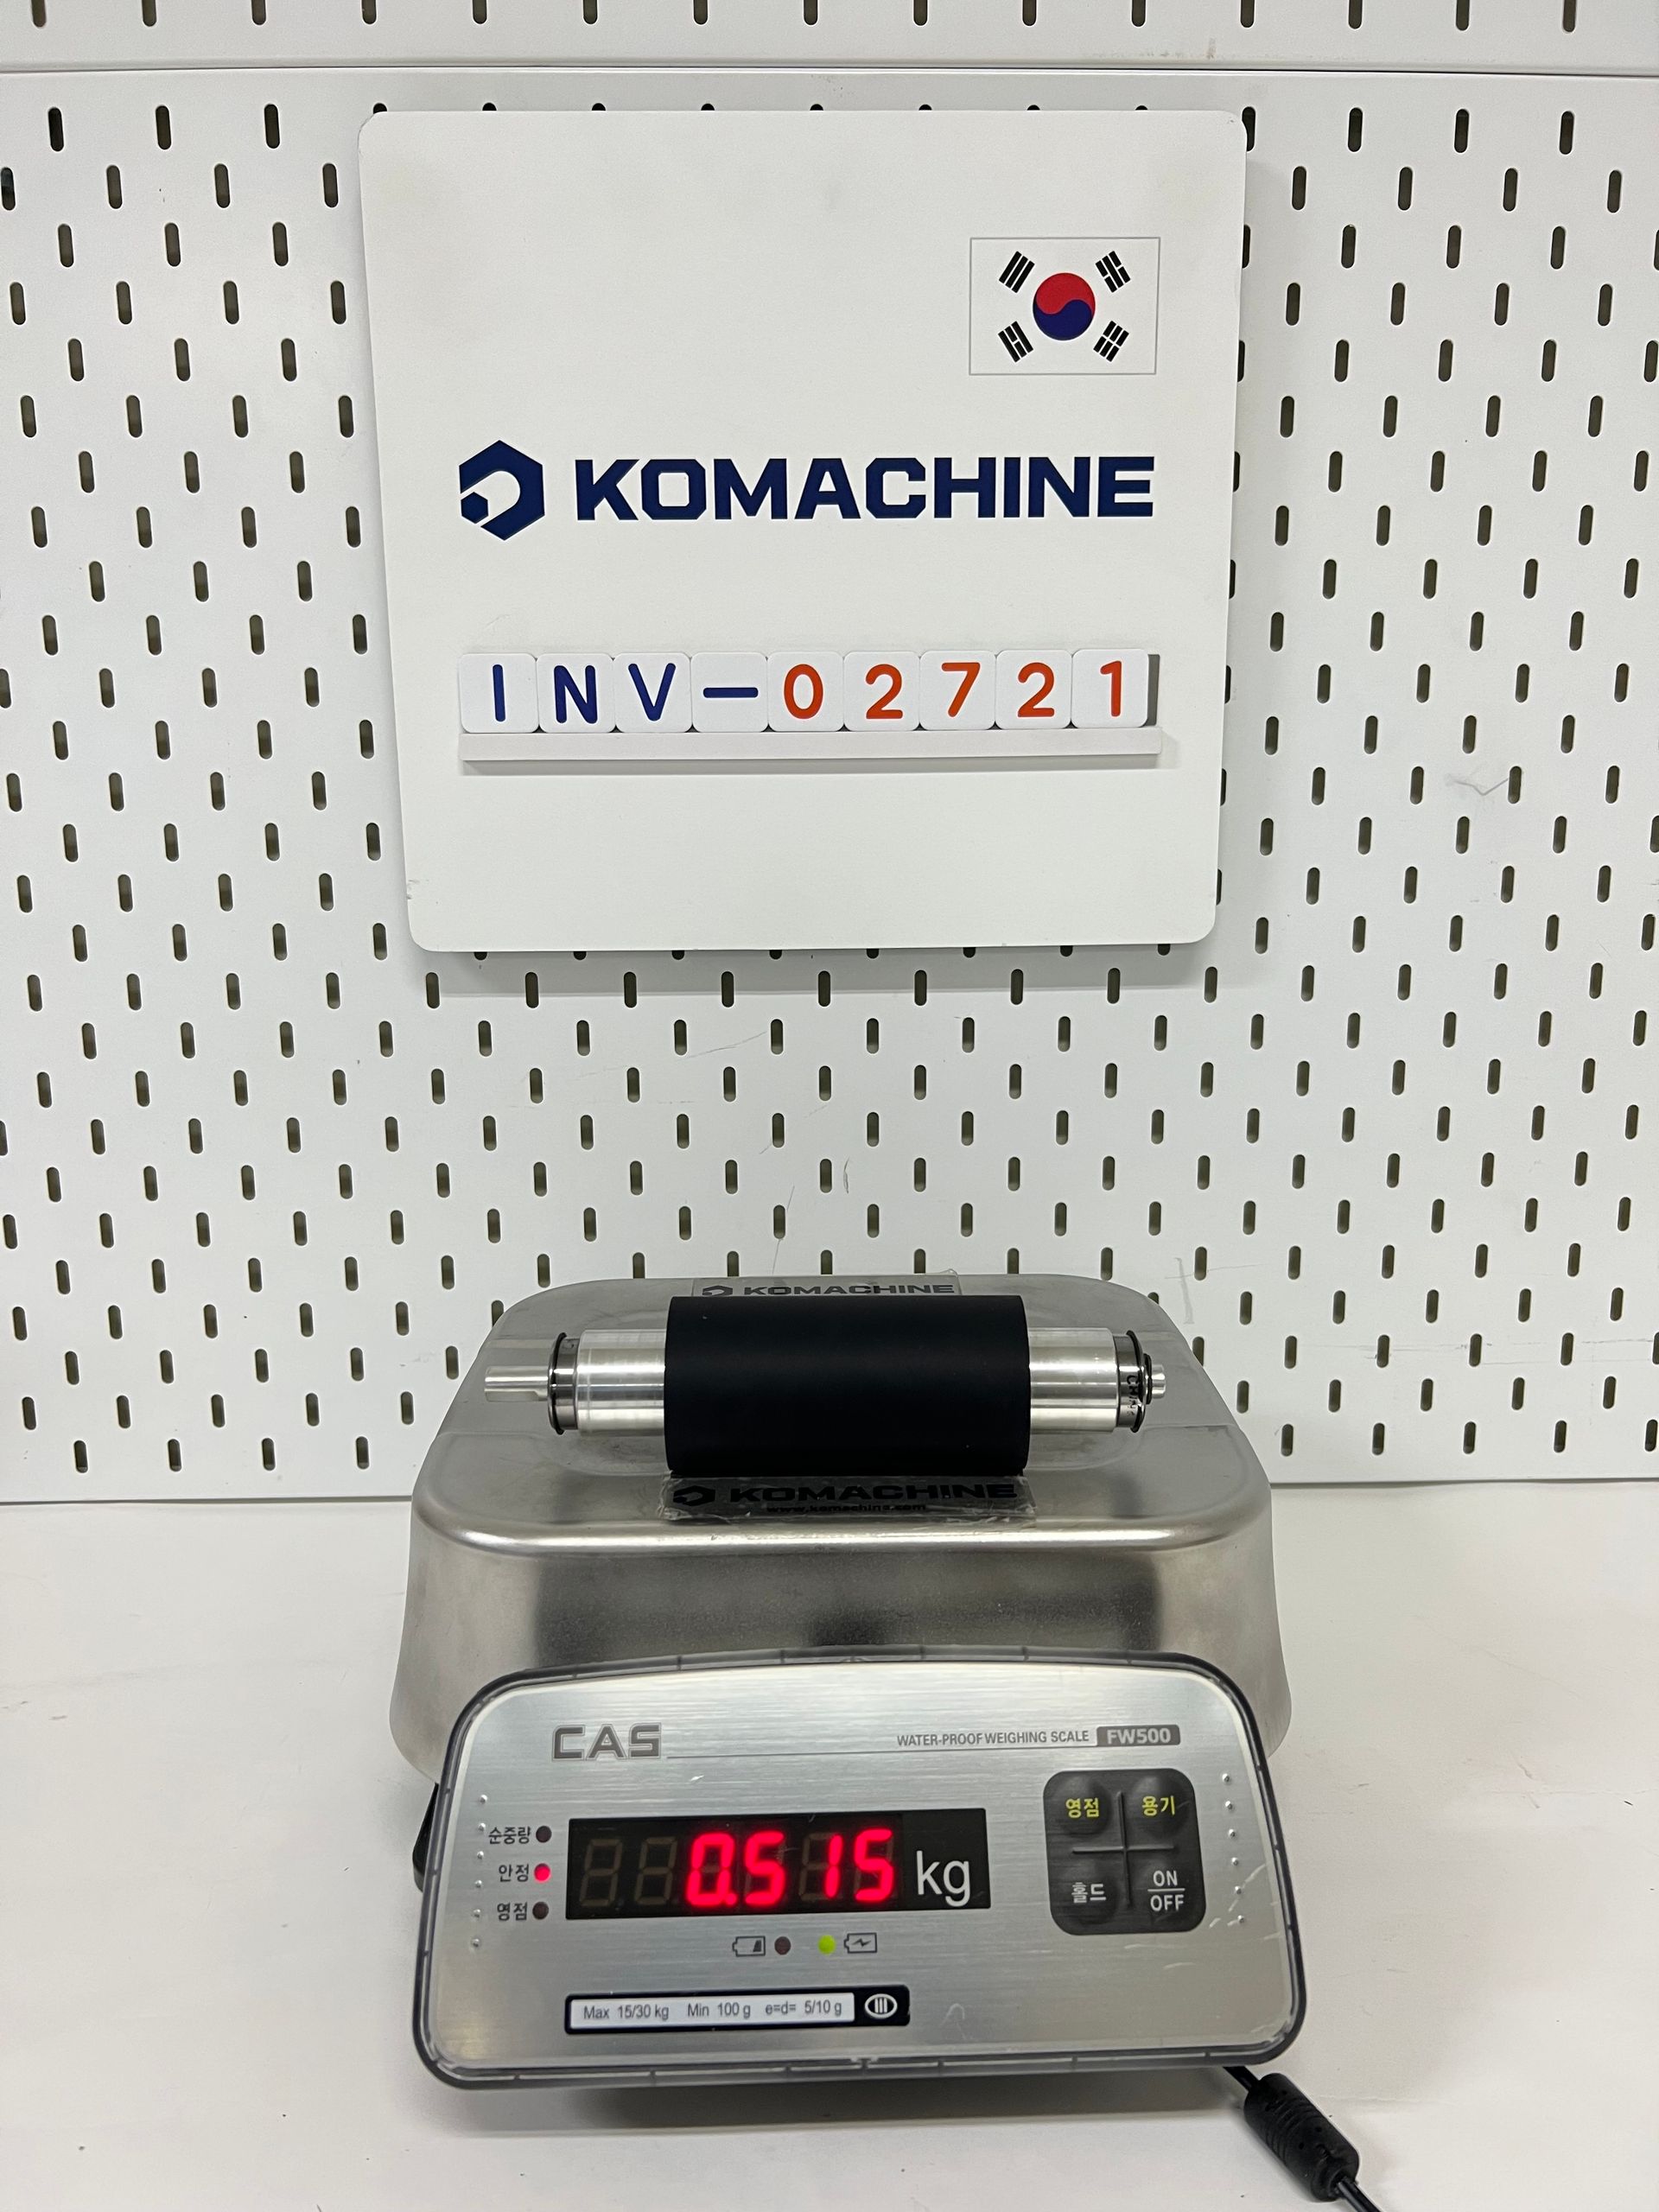 KOMACHINE
INV-02721
KOMACHINE
KOMACHINE
www.komachine.com
CAS
WATER-PROOF WEIGHING SCALE FW500
영점 용기
순중량
안정
영점
0.515 kg
홀드 ON OFF
Max 15/30 kg Min 100 g e=d= 5/10 g III